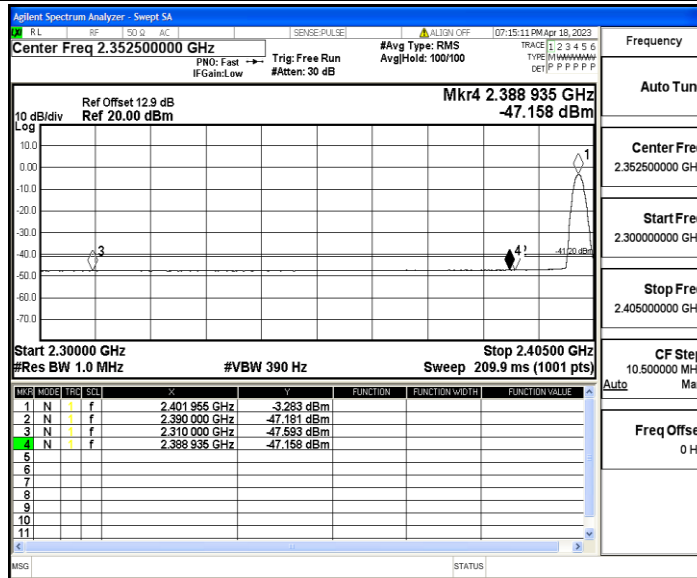 Agilent Spectrum Analyzer - Swept SA
RL RF 50 Ω AC SENSE:PULSE ALIGN OFF 07:15:11 PM Apr 18, 2023
Center Freq 2.352500000 GHz #Avg Type: RMS TRACE 1 2 3 4 5 6
PNO: Fast Trig: Free Run Avg|Hold: 100/100 TYPE M WWWWW
IFGain:Low #Atten: 30 dB DET P P P P P P
Ref Offset 12.9 dB Mkr4 2.388 935 GHz
10 dB/div Ref 20.00 dBm -47.158 dBm
Log
10.0
1
0.00
-10.0
-20.0
-30.0
-40.0 3 4 -41.20 dBm
-50.0
-60.0
-70.0
Start 2.30000 GHz Stop 2.40500 GHz
#Res BW 1.0 MHz #VBW 390 Hz Sweep 209.9 ms (1001 pts)
MKR MODE TRC SCL X Y FUNCTION FUNCTION WIDTH FUNCTION VALUE
1 N 1 f 2.401 955 GHz -3.283 dBm
2 N 1 f 2.390 000 GHz -47.181 dBm
3 N 1 f 2.310 000 GHz -47.593 dBm
4 N 1 f 2.388 935 GHz -47.158 dBm
5
6
7
8
9
10
11
MSG STATUS
Frequency
Auto Tun
Center Fre
2.352500000 GH
Start Fre
2.300000000 GH
Stop Fre
2.405000000 GH
CF Ste
10.500000 MH
Auto Ma
Freq Offse
0 H